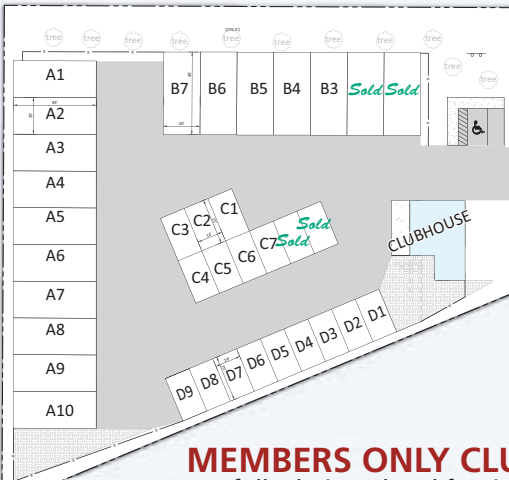 tree tree tree tree tree tree tree tree
tree
tree
A1
A2
A3
A4
A5
A6
A7
A8
A9
A10
B7 B6 B5 B4 B3 Sold Sold
C3 C2 C1
C4 C5 C6 C7 Sold Sold
CLUBHOUSE
D9 D8 D7 D6 D5 D4 D3 D2 D1
MEMBERS ONLY CLU